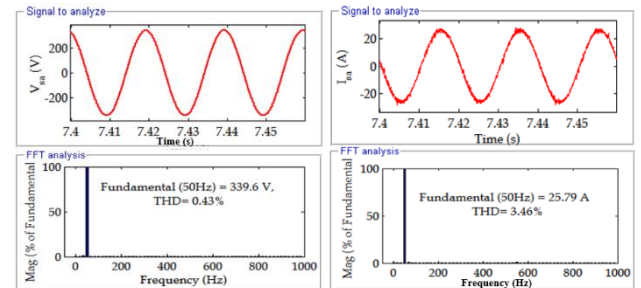 Signal to analyze
V_sa (V)
200
0
-200
7.4 7.41 7.42 7.43 7.44 7.45
Time (s)
FFT analysis
Mag (% of Fundamental
100
50
0
Fundamental (50Hz) = 339.6 V,
THD= 0.43%
0 200 400 600 800 1000
Frequency (Hz)
Signal to analyze
I_sa (A)
20
0
-20
7.4 7.41 7.42 7.43 7.44 7.45
Time (s)
FFT analysis
Mag (% of Fundamental
100
50
0
Fundamental (50Hz) = 25.79 A
THD= 3.46%
0 200 400 600 800 1000
Frequency (Hz)